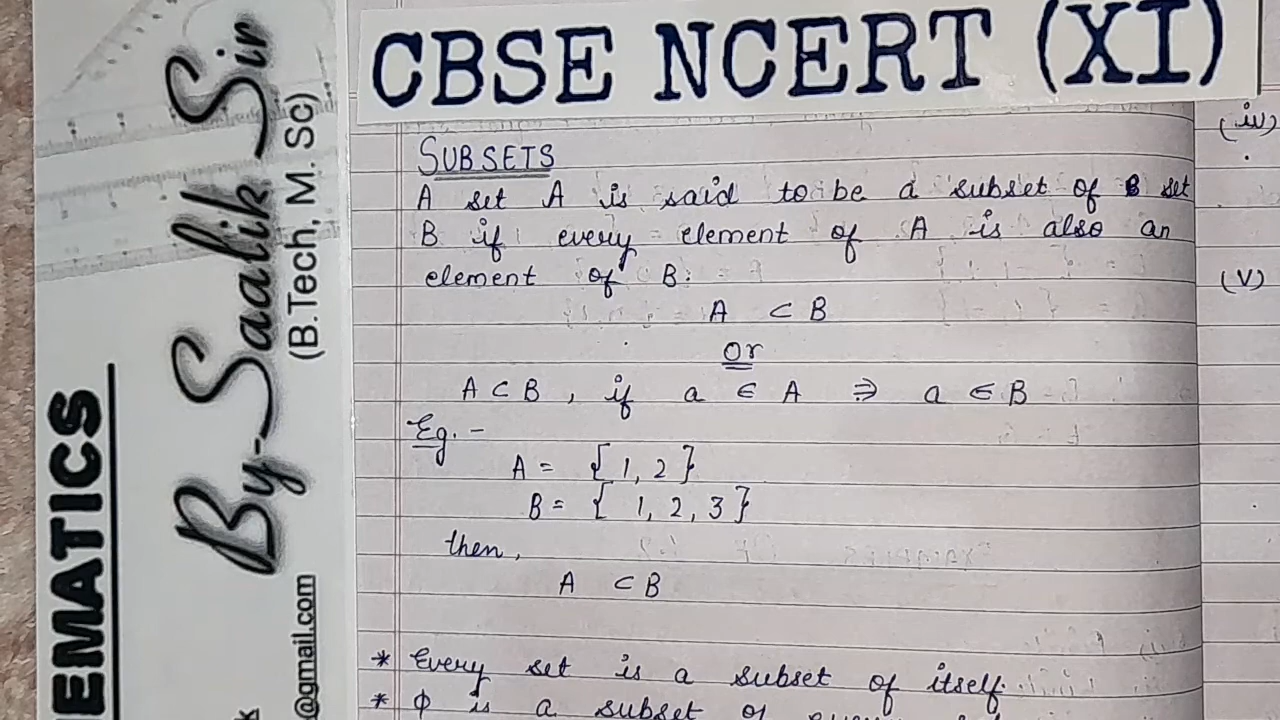 CBSE NCERT (XI)
SUBSETS
A set A is said to be a subset of set
B if every element of A is also an
element of B.
A ⊂ B
Or
A ⊂ B , if a ∈ A ⇒ a ∈ B
Eg. -
A = { 1, 2 }
B = { 1, 2, 3 }
then,
A ⊂ B
* Every set is a subset of itself.
* ϕ is a subset of every
(iv)
(V)
By-Saalik Sir
(B.Tech, M. Sc)
EMATICS
@gmail.com